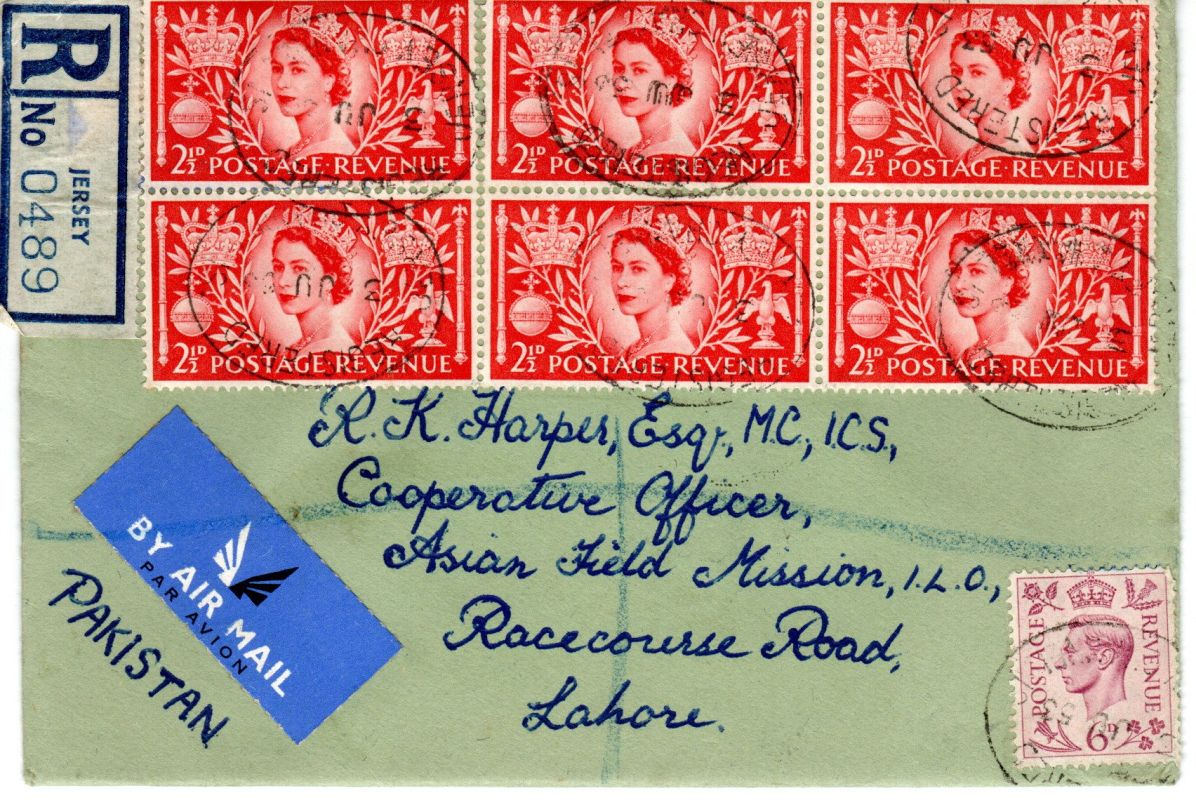 R
No 0489
JERSEY
2½D POSTAGE·REVENUE
2½D POSTAGE·REVENUE
2½D POSTAGE·REVENUE
2½D POSTAGE·REVENUE
2½D POSTAGE·REVENUE
2½D POSTAGE·REVENUE
REGISTERED
R. K. Harper, Esqr., M.C., I.C.S.,
Cooperative Officer,
Asian Field Mission, I.L.O.,
Racecourse Road,
Lahore.
BY AIR MAIL
PAR AVION
PAKISTAN
POSTAGE REVENUE
6D